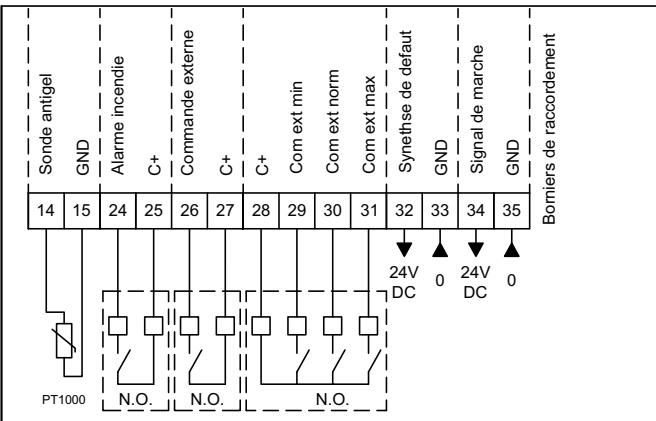 Sonde antigel
GND
Alarme incendie
C+
Commande externe
C+
C+
Com ext min
Com ext norm
Com ext max
Synethse de defaut
GND
Signal de marche
GND
Borniers de raccordement
14 15 24 25 26 27 28 29 30 31 32 33 34 35
24V
DC
0
24V
DC
0
PT1000
N.O.
N.O.
N.O.